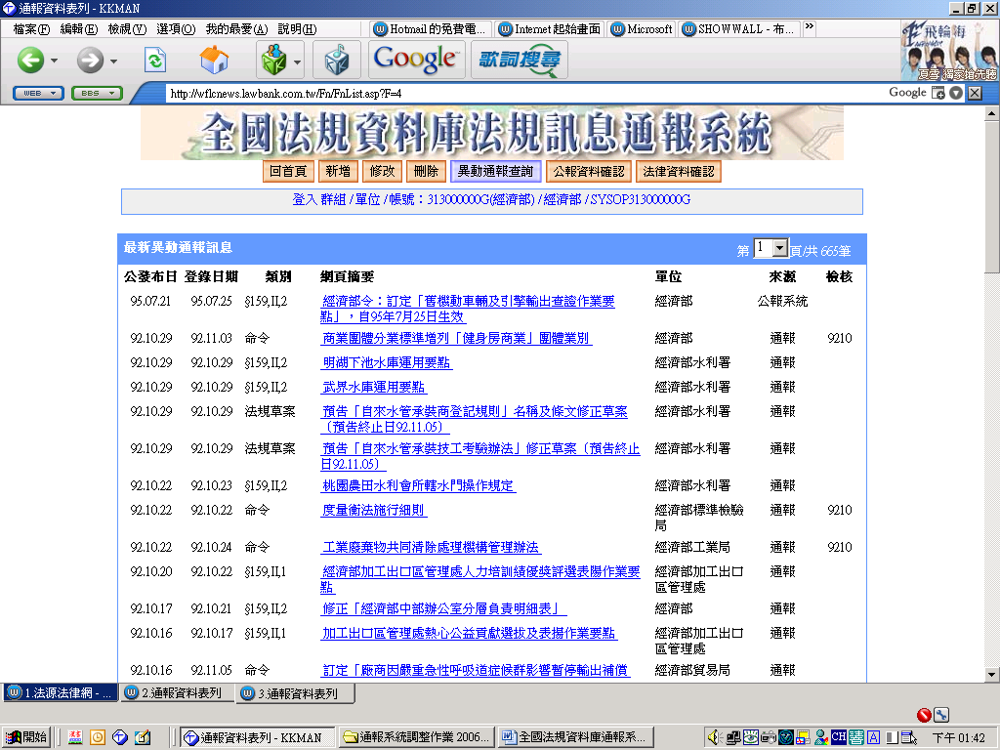 通報資料表列 - KKMAN
檔案(F) 編輯(E) 檢視(V) 選項(O) 我的最愛(A) 說明(H) Hotmail 的免費電... Internet 起始畫面 Microsoft SHOWWALL - 布... »
Google 歌詞搜尋
飛輪海
夏雪 獨家搶先聽
WEB BBS http://wflcnews.lawbank.com.tw/Fn/FnList.asp?F=4 Google
全國法規資料庫法規訊息通報系統
回首頁 新增 修改 刪除 異動通報查詢 公報資料確認 法律資料確認
登入 群組 / 單位 / 帳號：313000000G(經濟部) / 經濟部 / SYSOP313000000G
最新異動通報訊息 第 1 頁/共 665筆
公發布日 登錄日期 類別 網頁摘要 單位 來源 檢核
95.07.21 95.07.25 §159,II,2 經濟部令：訂定「舊機動車輛及引擎輸出查證作業要 經濟部 公報系統
點」，自95年7月25日生效
92.10.29 92.11.03 命令 商業團體分業標準增列「健身房商業」團體業別 經濟部 通報 9210
92.10.29 92.10.29 §159,II,2 明湖下池水庫運用要點 經濟部水利署 通報
92.10.29 92.10.29 §159,II,2 武界水庫運用要點 經濟部水利署 通報
92.10.29 92.10.29 法規草案 預告「自來水管承裝商登記規則」名稱及條文修正草案 經濟部水利署 通報
〔預告終止日92.11.05〕
92.10.29 92.10.29 法規草案 預告「自來水管承裝技工考驗辦法」修正草案〔預告終止 經濟部水利署 通報
日92.11.05〕
92.10.22 92.10.23 §159,II,2 桃園農田水利會所轄水門操作規定 經濟部水利署 通報
92.10.22 92.10.22 命令 度量衡法施行細則 經濟部標準檢驗 通報 9210
局
92.10.22 92.10.24 命令 工業廢棄物共同清除處理機構管理辦法 經濟部工業局 通報 9210
92.10.20 92.10.22 §159,II,1 經濟部加工出口區管理處人力培訓績優獎評選表揚作業要 經濟部加工出口 通報
點 區管理處
92.10.17 92.10.21 §159,II,2 修正「經濟部中部辦公室分層負責明細表」 經濟部 通報
92.10.16 92.10.17 §159,II,1 加工出口區管理處熱心公益貢獻選拔及表揚作業要點 經濟部加工出口 通報
區管理處
92.10.16 92.11.05 命令 訂定「廠商因嚴重急性呼吸道症候群影響暫停輸出補償 經濟部貿易局 通報
1.法源法律網 - ... 2.通報資料表列 3.通報資料表列
開始 通報資料表列 - KKMAN 通報系統調整作業 2006... 全國法規資料庫通報系... CH A 下午 01:42